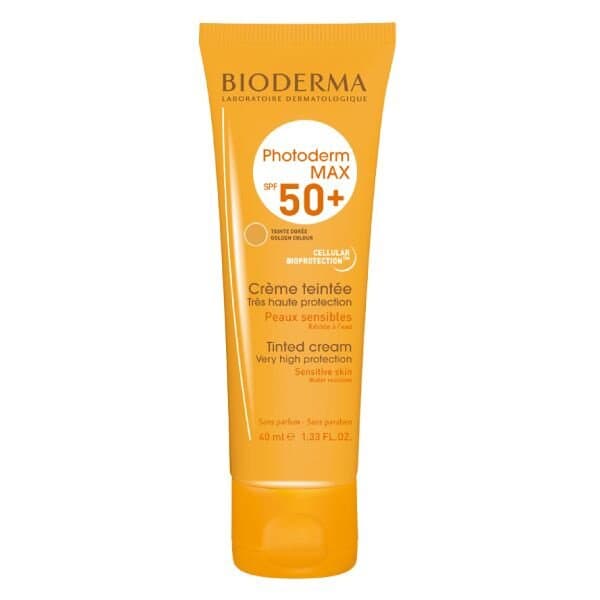 BIODERMA
LABORATOIRE DERMATOLOGIQUE
Photoderm
MAX
SPF 50+
TEINTE DORÉE
GOLDEN COLOUR
CELLULAR
BIOPROTECTION™
Crème teintée
Très haute protection
Peaux sensibles
Résiste à l'eau
Tinted cream
Very high protection
Sensitive skin
Water resistant
Sans parfum - Sans paraben
40 ml e 1.33 FL.OZ.